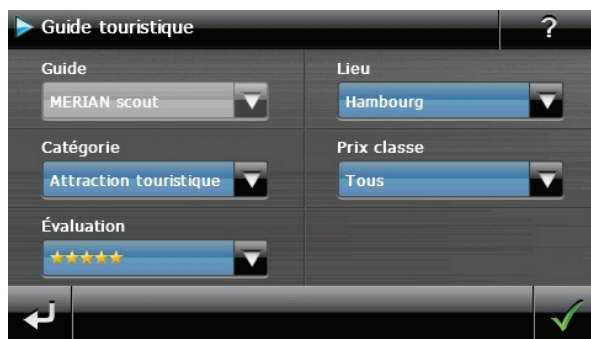 Guide touristique
?
Guide
MERIAN scout
Lieu
Hambourg
Catégorie
Attraction touristique
Prix classe
Tous
Évaluation